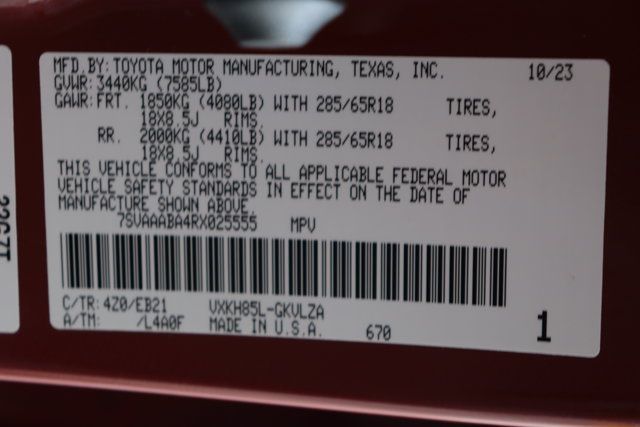 MFD.BY:TOYOTA MOTOR MANUFACTURING, TEXAS, INC. 10/23
GVWR:3440KG (7585LB)
GAWR:FRT. 1850KG (4080LB) WITH 285/65R18 TIRES,
18X8.5J RIMS.
RR. 2000KG (4410LB) WITH 285/65R18 TIRES,
18X8.5J RIMS.
THIS VEHICLE CONFORMS TO ALL APPLICABLE FEDERAL MOTOR
VEHICLE SAFETY STANDARDS IN EFFECT ON THE DATE OF
MANUFACTURE SHOWN ABOVE.
7SVAAABA4RX025555 MPV
C/TR:4Z0/EB21 VXKH85L-GKVLZA
A/TM: /L4A0F MADE IN U.S.A. 670
1